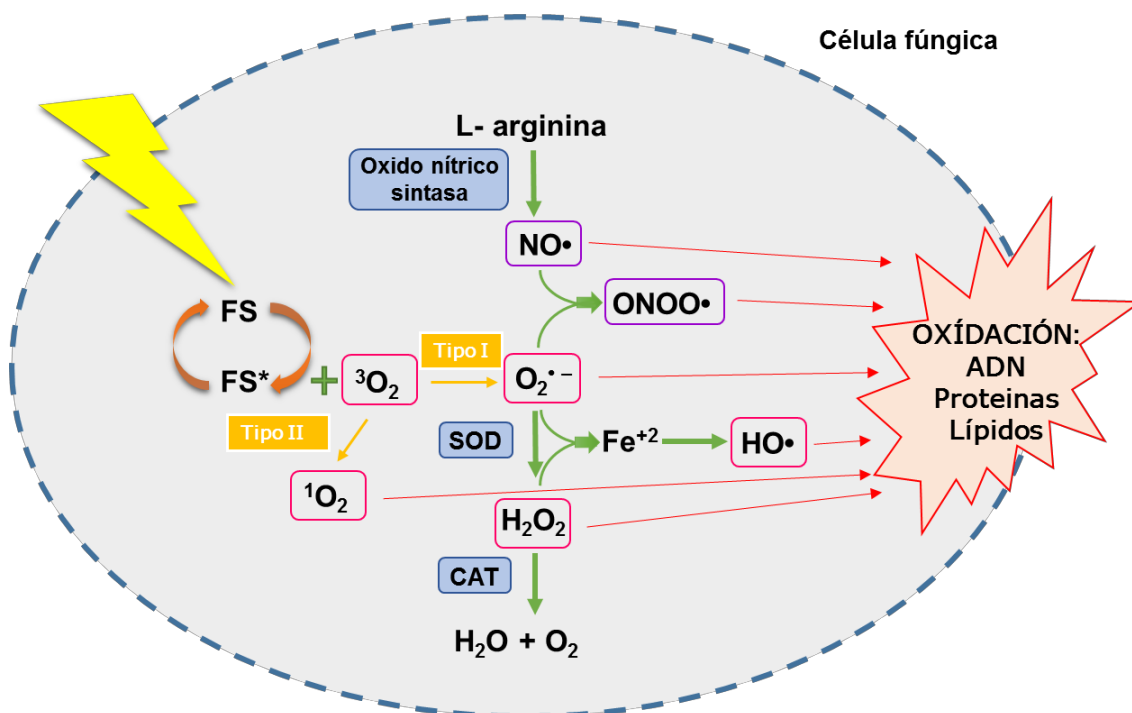 Célula fúngica
L- arginina
Oxido nítrico
sintasa
NO•
ONOO•
FS
Tipo I
FS*
+
³O₂
O₂•⁻
Tipo II
SOD
Fe⁺²
HO•
¹O₂
H₂O₂
CAT
H₂O + O₂
OXÍDACIÓN:
ADN
Proteinas
Lípidos